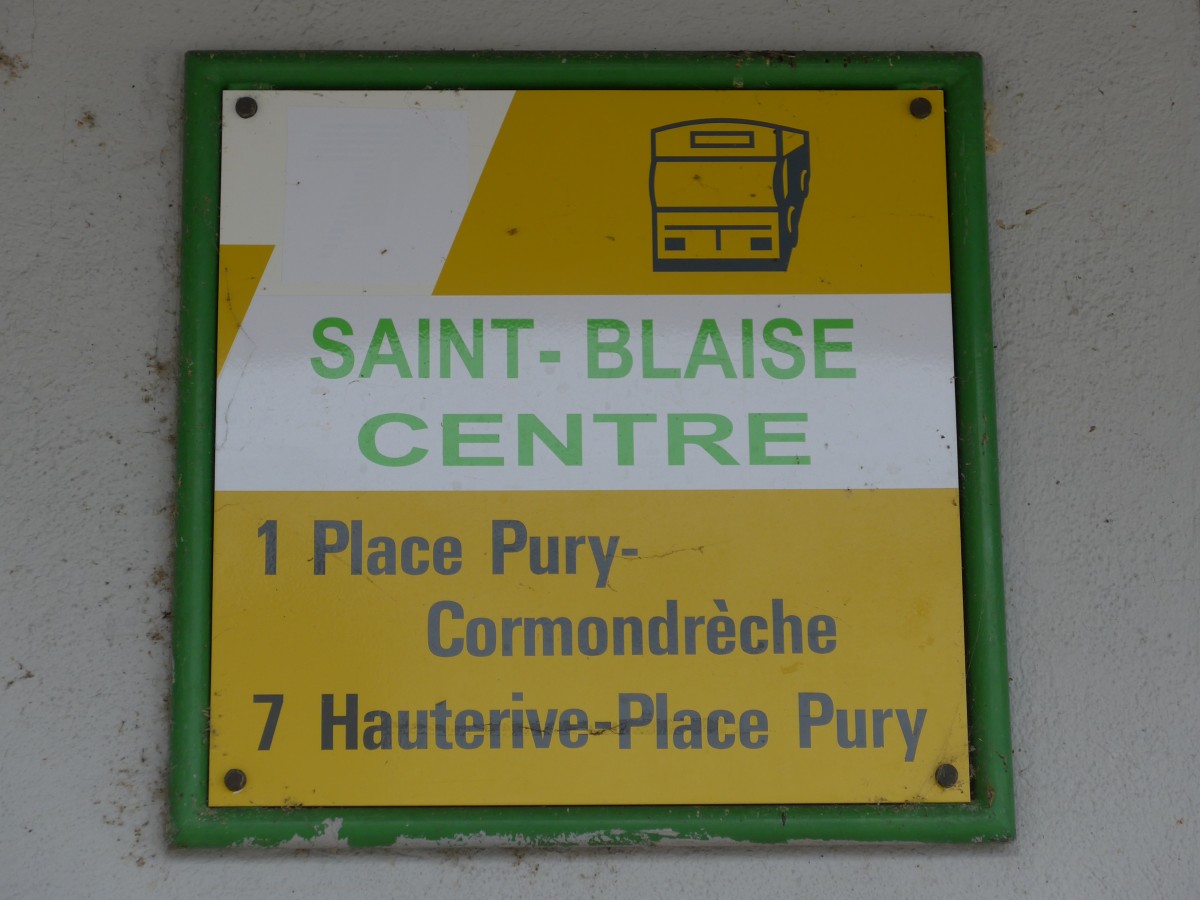 SAINT- BLAISE
CENTRE
1 Place Pury-
Cormondrèche
7 Hauterive-Place Pury